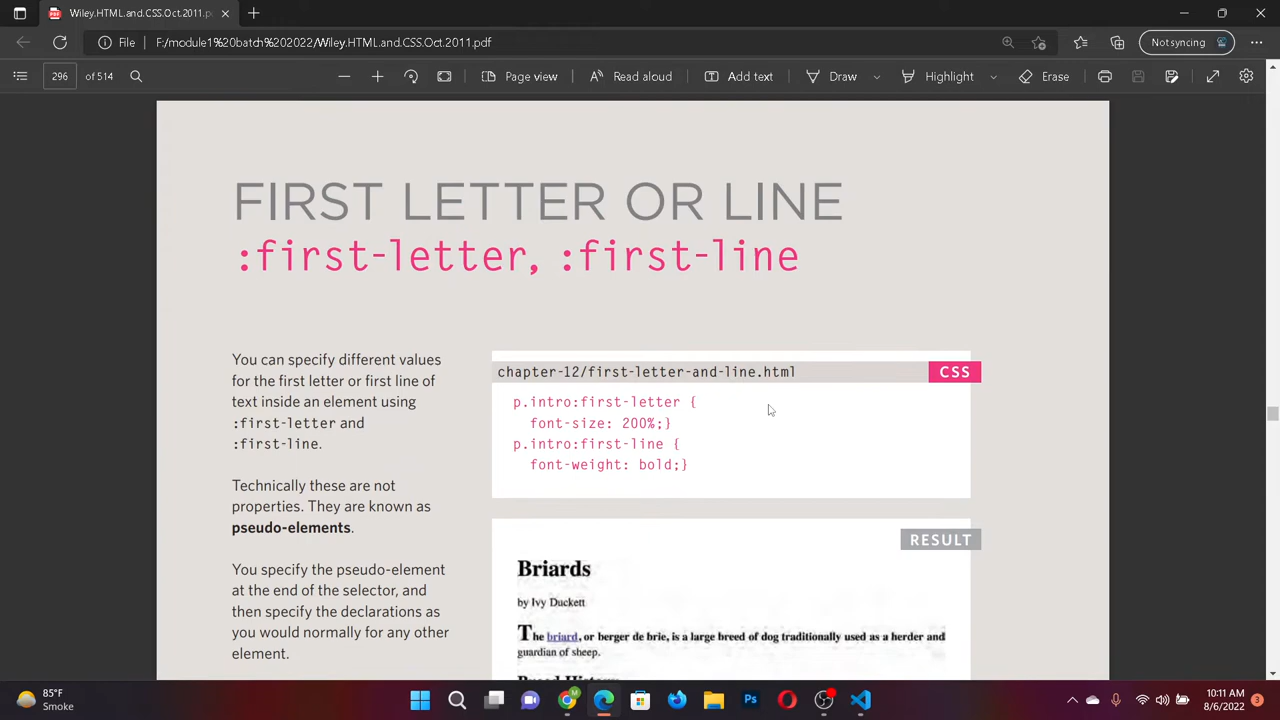 Wiley.HTML.and.CSS.Oct.2011.p
File
F:/module1%20batch%202022/Wiley.HTML.and.CSS.Oct.2011.pdf
Not syncing
296
of 514
Page view
Read aloud
Add text
Draw
Highlight
Erase
FIRST LETTER OR LINE
:first-letter, :first-line
You can specify different values
for the first letter or first line of
text inside an element using
:first-letter and
:first-line.
Technically these are not
properties. They are known as
pseudo-elements.
You specify the pseudo-element
at the end of the selector, and
then specify the declarations as
you would normally for any other
element.
chapter-12/first-letter-and-line.html
CSS
p.intro:first-letter {
font-size: 200%;}
p.intro:first-line {
font-weight: bold;}
RESULT
Briards
by Ivy Duckett
The briard, or berger de brie, is a large breed of dog traditionally used as a herder and
guardian of sheep.
Breed History
85°F
Smoke
10:11 AM
8/6/2022
3